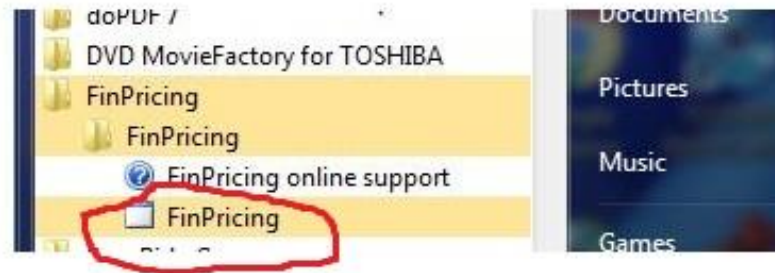 doPDF 7
DVD MovieFactory for TOSHIBA
FinPricing
FinPricing
FinPricing online support
FinPricing
Documents
Pictures
Music
Games